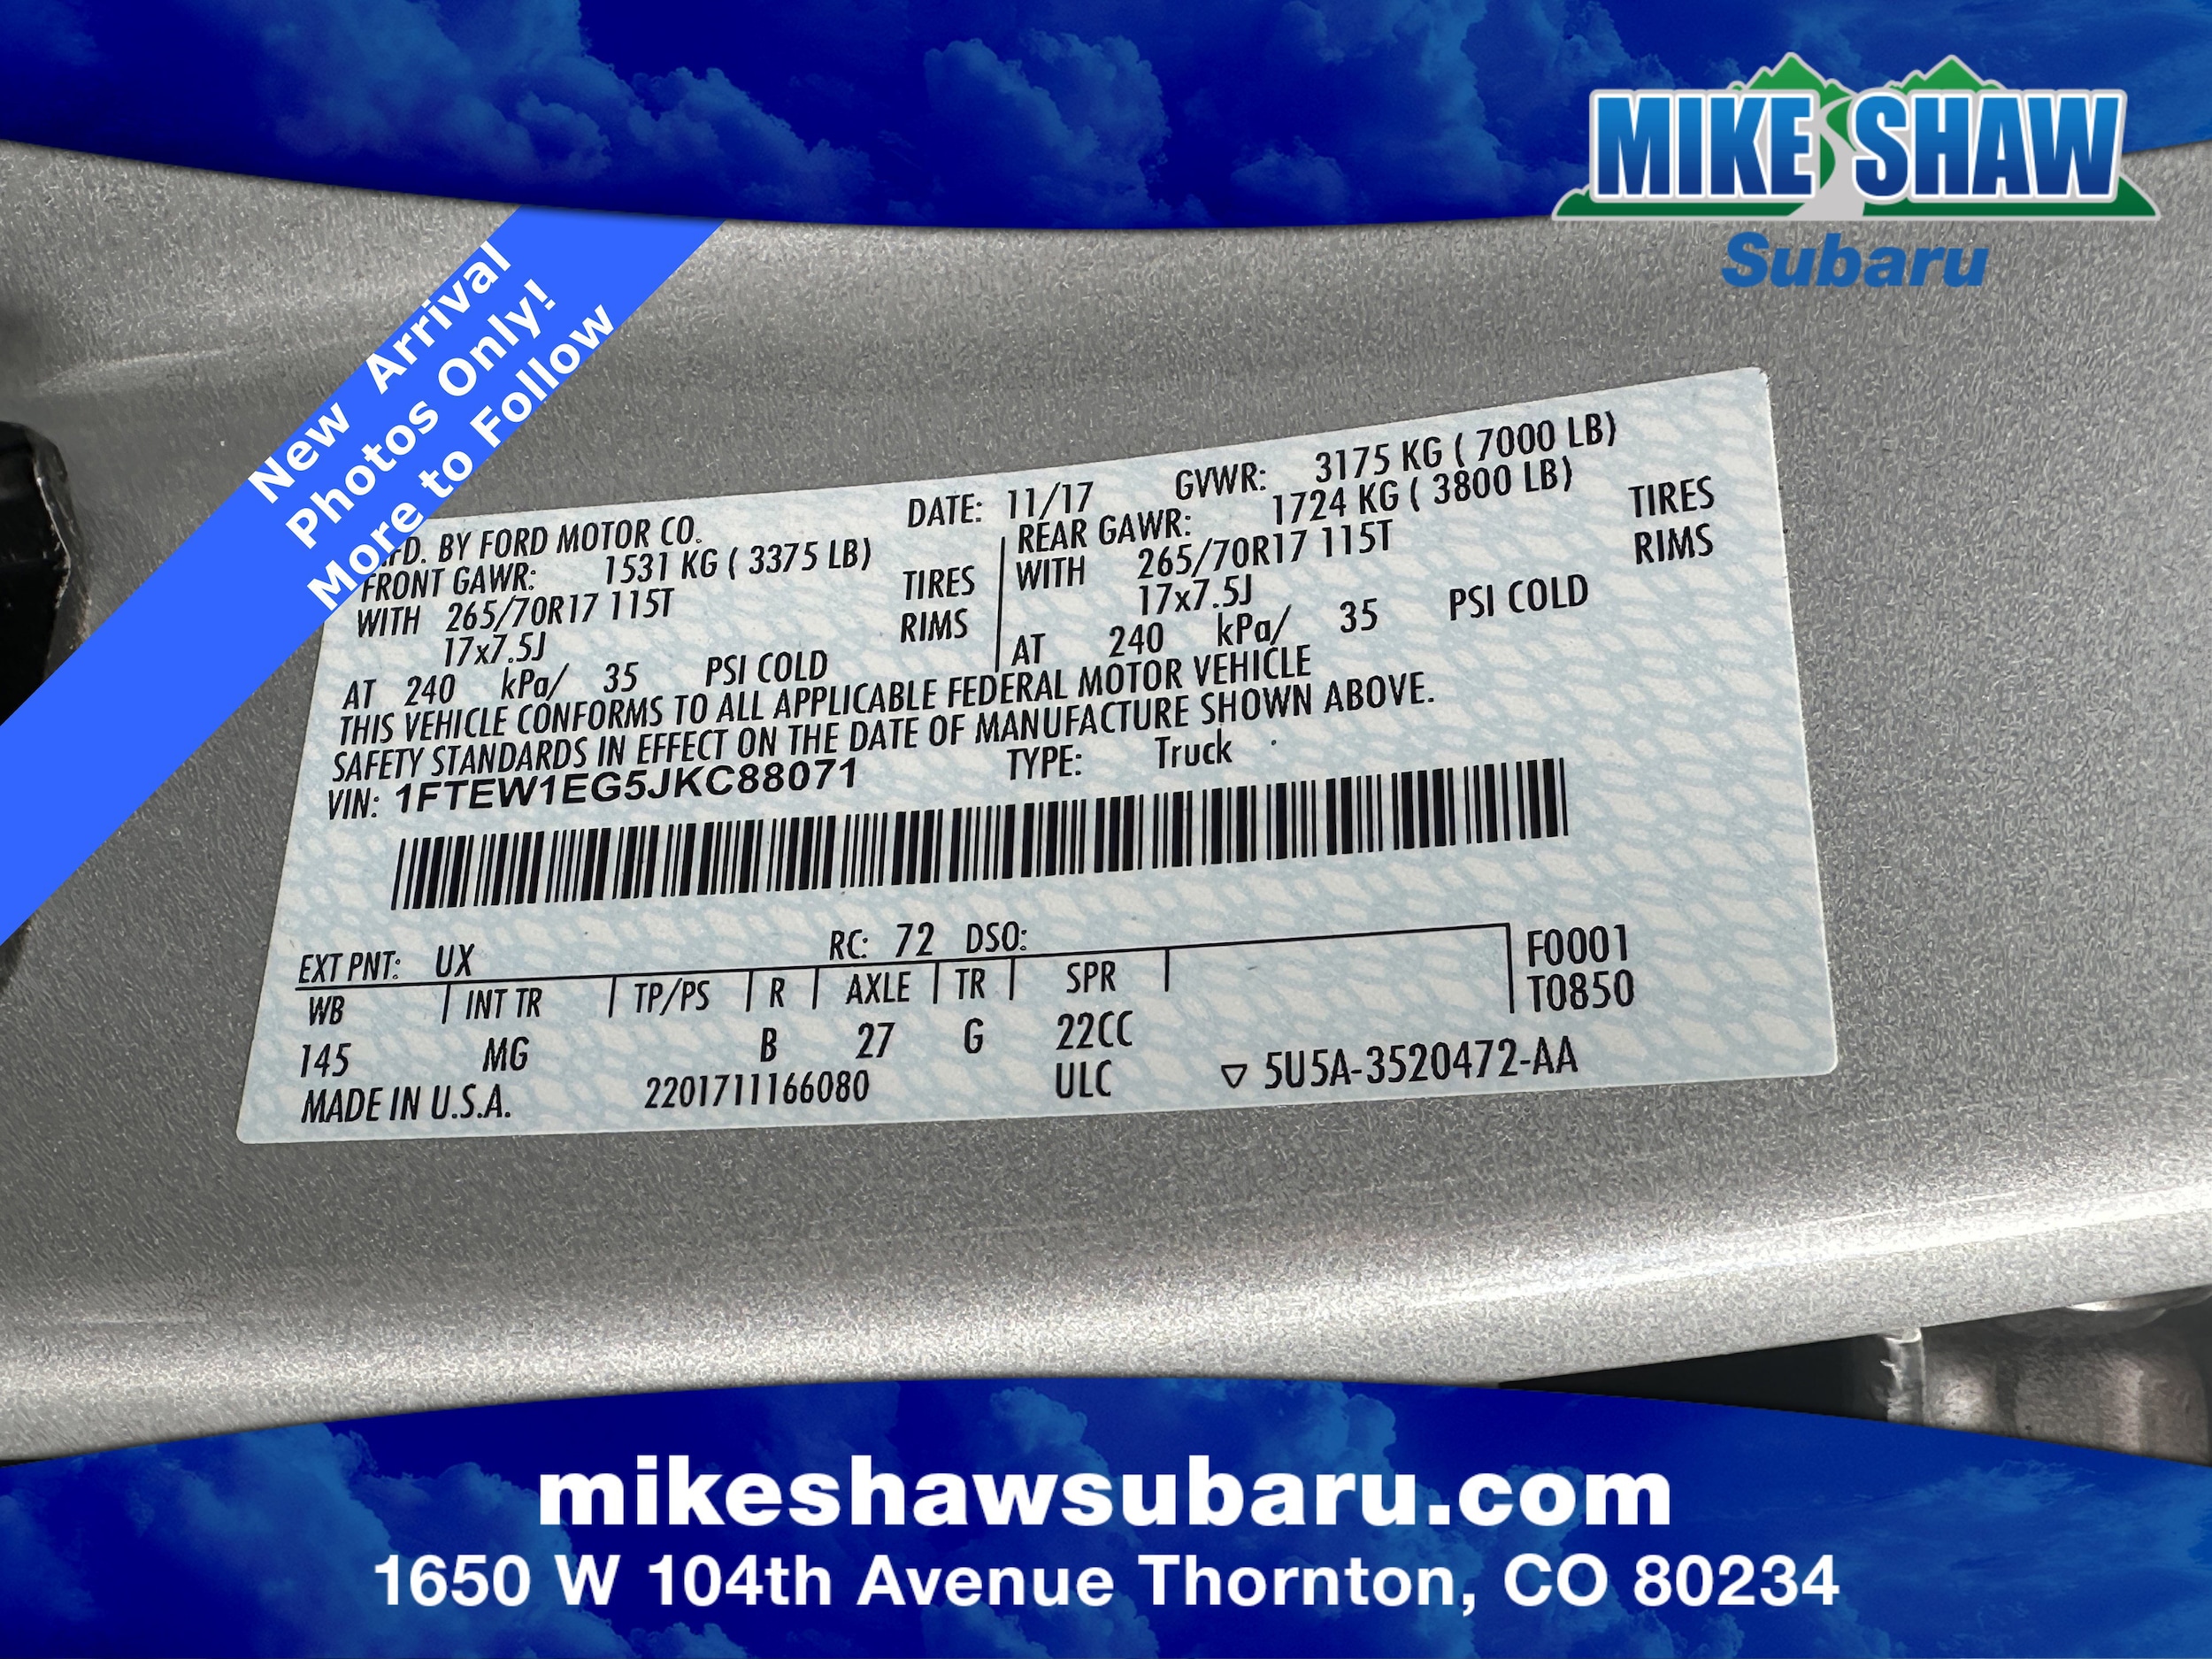 MIKE SHAW
Subaru
New Arrival
Photos Only!
More to Follow
FD. BY FORD MOTOR CO. DATE: 11/17 GVWR: 3175 KG ( 7000 LB)
FRONT GAWR: 1531 KG ( 3375 LB) REAR GAWR: 1724 KG ( 3800 LB)
WITH 265/70R17 115T TIRES WITH 265/70R17 115T TIRES
17x7.5J RIMS 17x7.5J RIMS
AT 240 kPa/ 35 PSI COLD AT 240 kPa/ 35 PSI COLD
THIS VEHICLE CONFORMS TO ALL APPLICABLE FEDERAL MOTOR VEHICLE
SAFETY STANDARDS IN EFFECT ON THE DATE OF MANUFACTURE SHOWN ABOVE.
VIN: 1FTEW1EG5JKC88071 TYPE: Truck
EXT PNT: UX RC: 72 DSO: F0001
WB INT TR TP/PS R AXLE TR SPR T0850
145 MG B 27 G 22CC
MADE IN U.S.A. 2201711166080 ULC ▽ 5U5A-3520472-AA
mikeshawsubaru.com
1650 W 104th Avenue Thornton, CO 80234